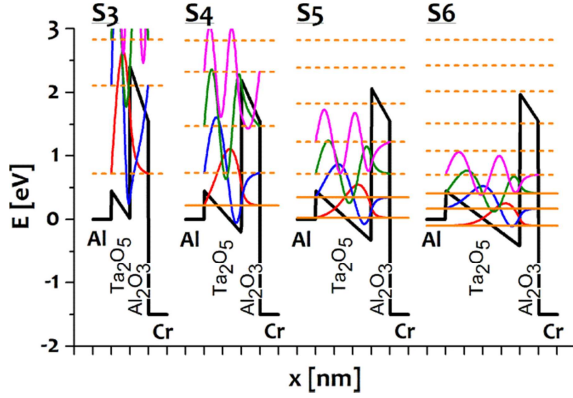 S3 S4 S5 S6
3
2
1
0
-1
-2
E [eV]
Al Ta₂O₅ Al₂O₃ Cr
Al Ta₂O₅ Al₂O₃ Cr
Al Ta₂O₅ Al₂O₃ Cr
Al Ta₂O₅ Al₂O₃ Cr
x [nm]